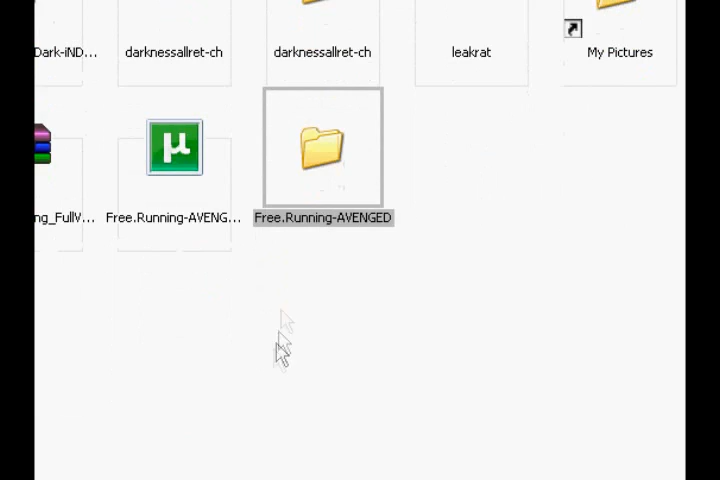 Dark-iND...
darknessallret-ch
darknessallret-ch
leakrat
My Pictures
ng_FullV...
Free.Running-AVENG...
Free.Running-AVENGED